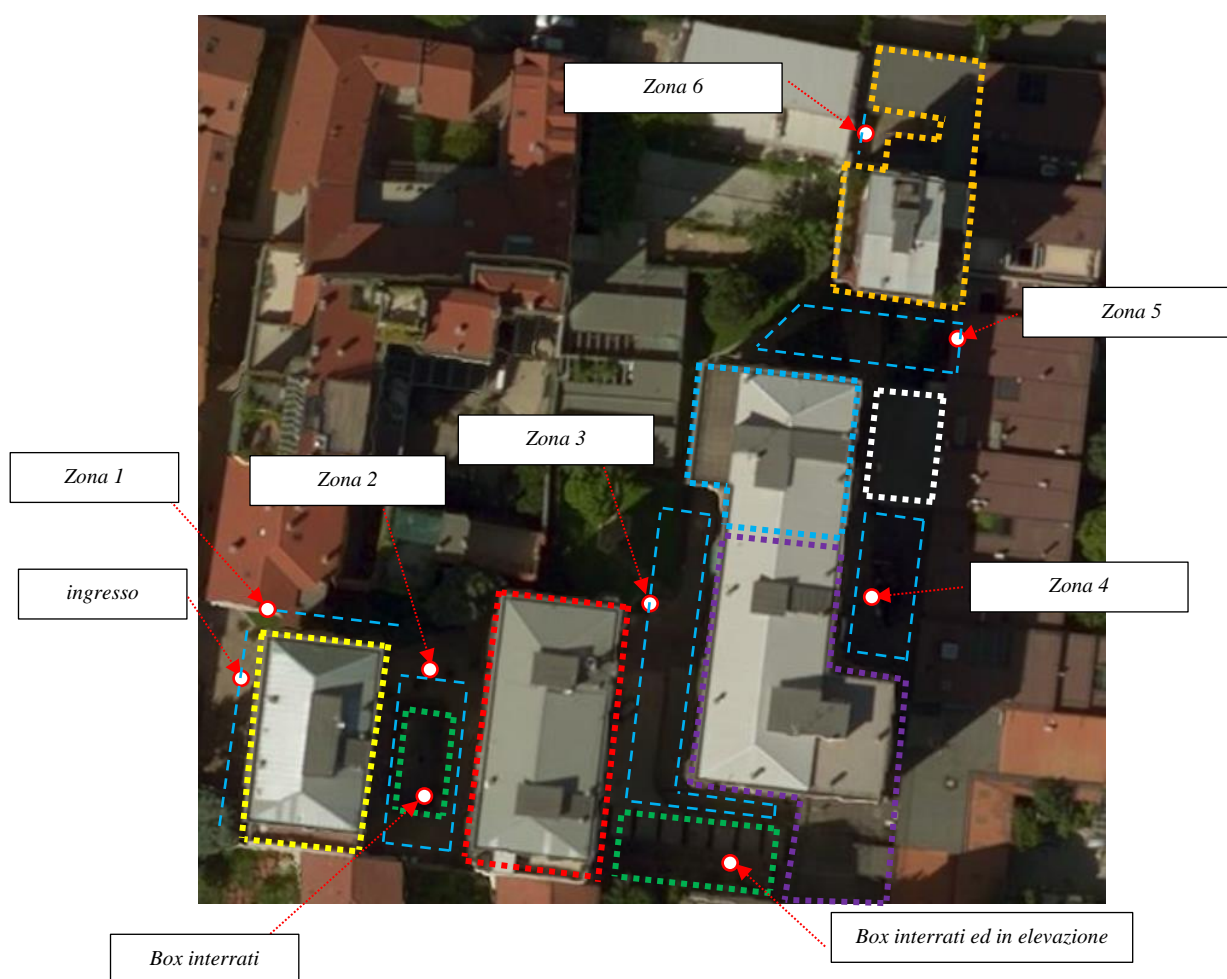 Zona 6
Zona 5
Zona 3
Zona 1
Zona 2
ingresso
Zona 4
Box interrati ed in elevazione
Box interrati